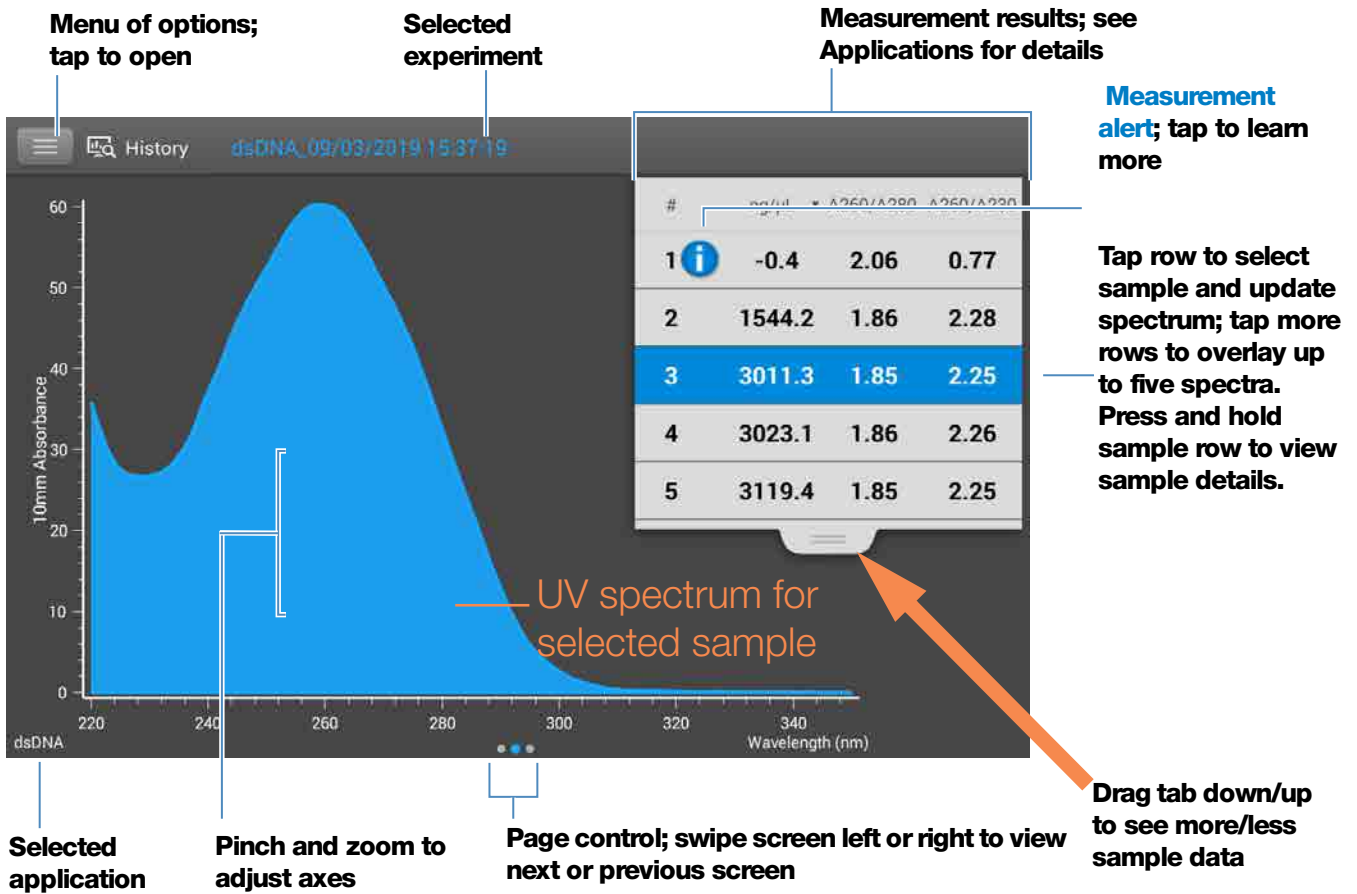 Menu of options;
tap to open
Selected
experiment
Measurement results; see
Applications for details
Measurement
alert; tap to learn
more
History
dsDNA_09/03/2019 15:37:19
# ng/µL A260/A280 A260/A230
1 i -0.4 2.06 0.77
2 1544.2 1.86 2.28
3 3011.3 1.85 2.25
4 3023.1 1.86 2.26
5 3119.4 1.85 2.25
Tap row to select
sample and update
spectrum; tap more
rows to overlay up
to five spectra.
Press and hold
sample row to view
sample details.
10mm Absorbance
60
50
40
30
20
10
0
UV spectrum for
selected sample
220 240 260 280 300 320 340
dsDNA
Wavelength (nm)
Selected
application
Pinch and zoom to
adjust axes
Page control; swipe screen left or right to view
next or previous screen
Drag tab down/up
to see more/less
sample data